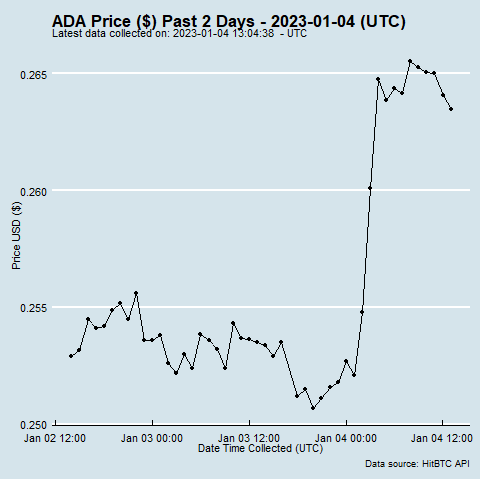 ADA Price ($) Past 2 Days - 2023-01-04 (UTC)
Latest data collected on: 2023-01-04 13:04:38 - UTC
0.265
0.260
0.255
0.250
Price USD ($)
Jan 02 12:00 Jan 03 00:00 Jan 03 12:00 Jan 04 00:00 Jan 04 12:00
Date Time Collected (UTC)
Data source: HitBTC API